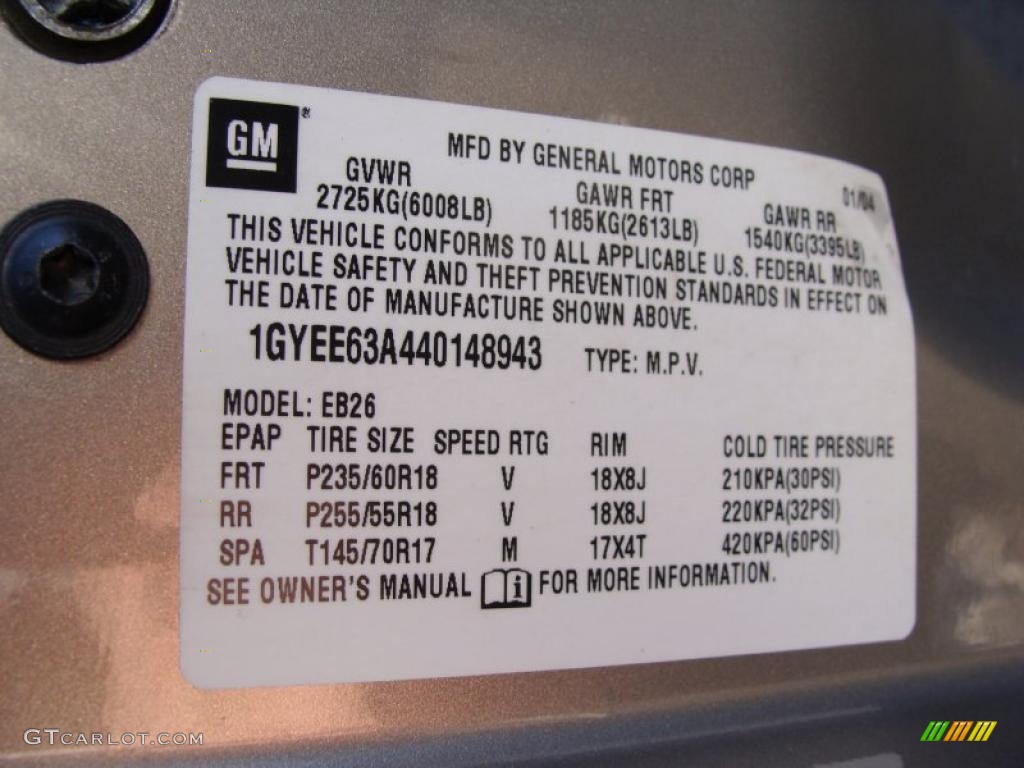 GM®
MFD BY GENERAL MOTORS CORP 01/04
GVWR GAWR FRT GAWR RR
2725KG(6008LB) 1185KG(2613LB) 1540KG(3395LB)
THIS VEHICLE CONFORMS TO ALL APPLICABLE U.S. FEDERAL MOTOR
VEHICLE SAFETY AND THEFT PREVENTION STANDARDS IN EFFECT ON
THE DATE OF MANUFACTURE SHOWN ABOVE.
1GYEE63A440148943 TYPE: M.P.V.
MODEL: EB26
EPAP TIRE SIZE SPEED RTG RIM COLD TIRE PRESSURE
FRT P235/60R18 V 18X8J 210KPA(30PSI)
RR P255/55R18 V 18X8J 220KPA(32PSI)
SPA T145/70R17 M 17X4T 420KPA(60PSI)
SEE OWNER'S MANUAL i FOR MORE INFORMATION.
GTCARLOT.COM